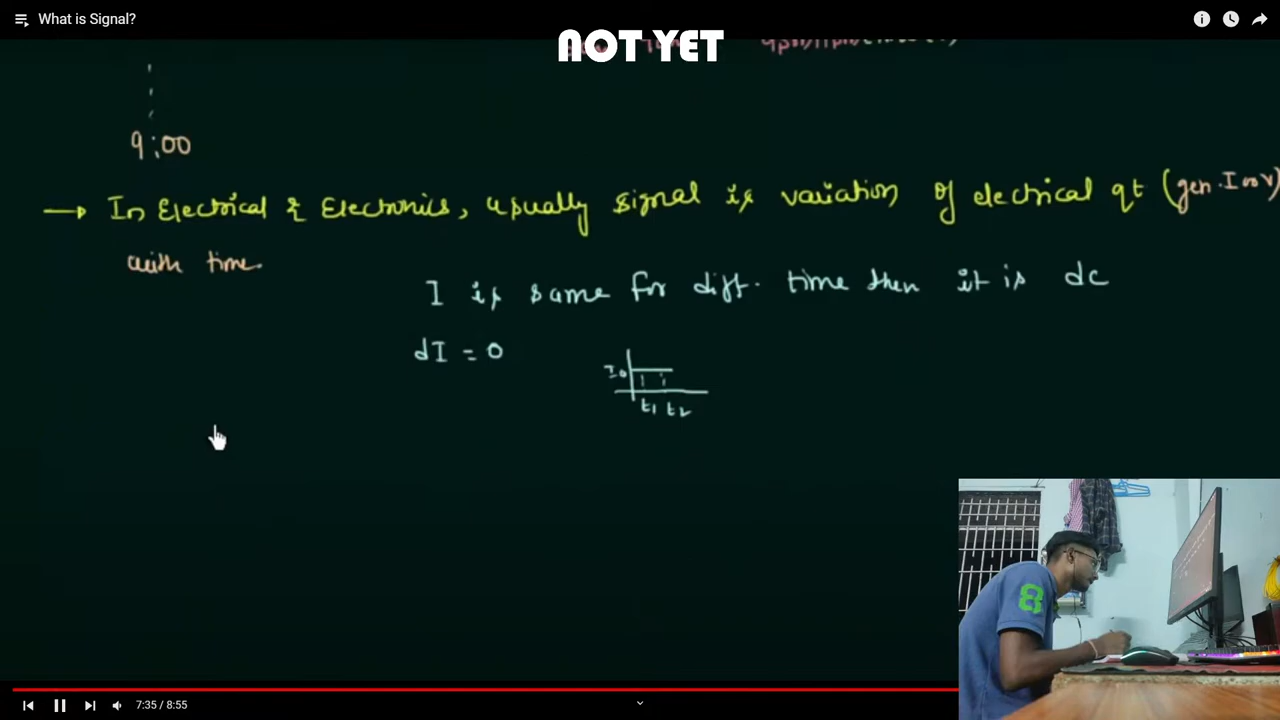 What is Signal?
NOT YET
9:00
→ In Electrical & Electronics, usually signal is variation of electrical qt (gen. I or V)
with time.
I is same for diff. time then it is dc
dI = 0
I0
t1 t2
8
7:35 / 8:55